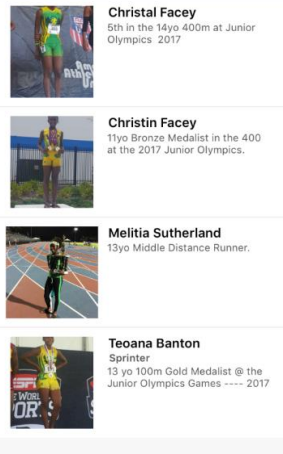 Christal Facey
5th in the 14yo 400m at Junior
Olympics 2017
Christin Facey
11yo Bronze Medalist in the 400
at the 2017 Junior Olympics.
Melitia Sutherland
13yo Middle Distance Runner.
Teoana Banton
Sprinter
13 yo 100m Gold Medalist @ the
Junior Olympics Games ---- 2017